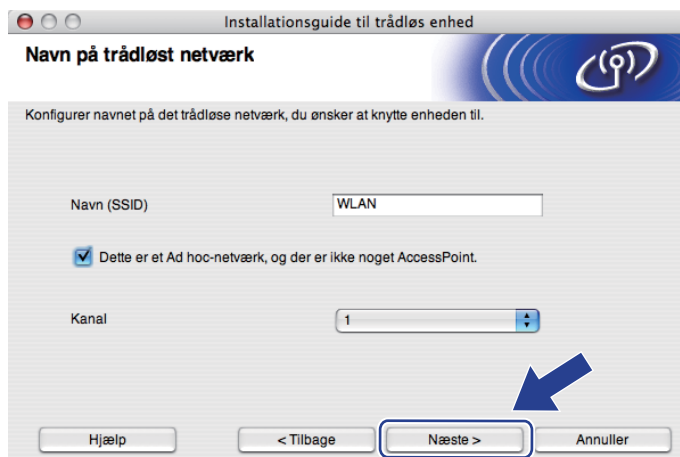 Installationsguide til trådløs enhed
Navn på trådløst netværk
Konfigurer navnet på det trådløse netværk, du ønsker at knytte enheden til.
Navn (SSID) WLAN
Dette er et Ad hoc-netværk, og der er ikke noget AccessPoint.
Kanal 1
Hjælp < Tilbage Næste > Annuller